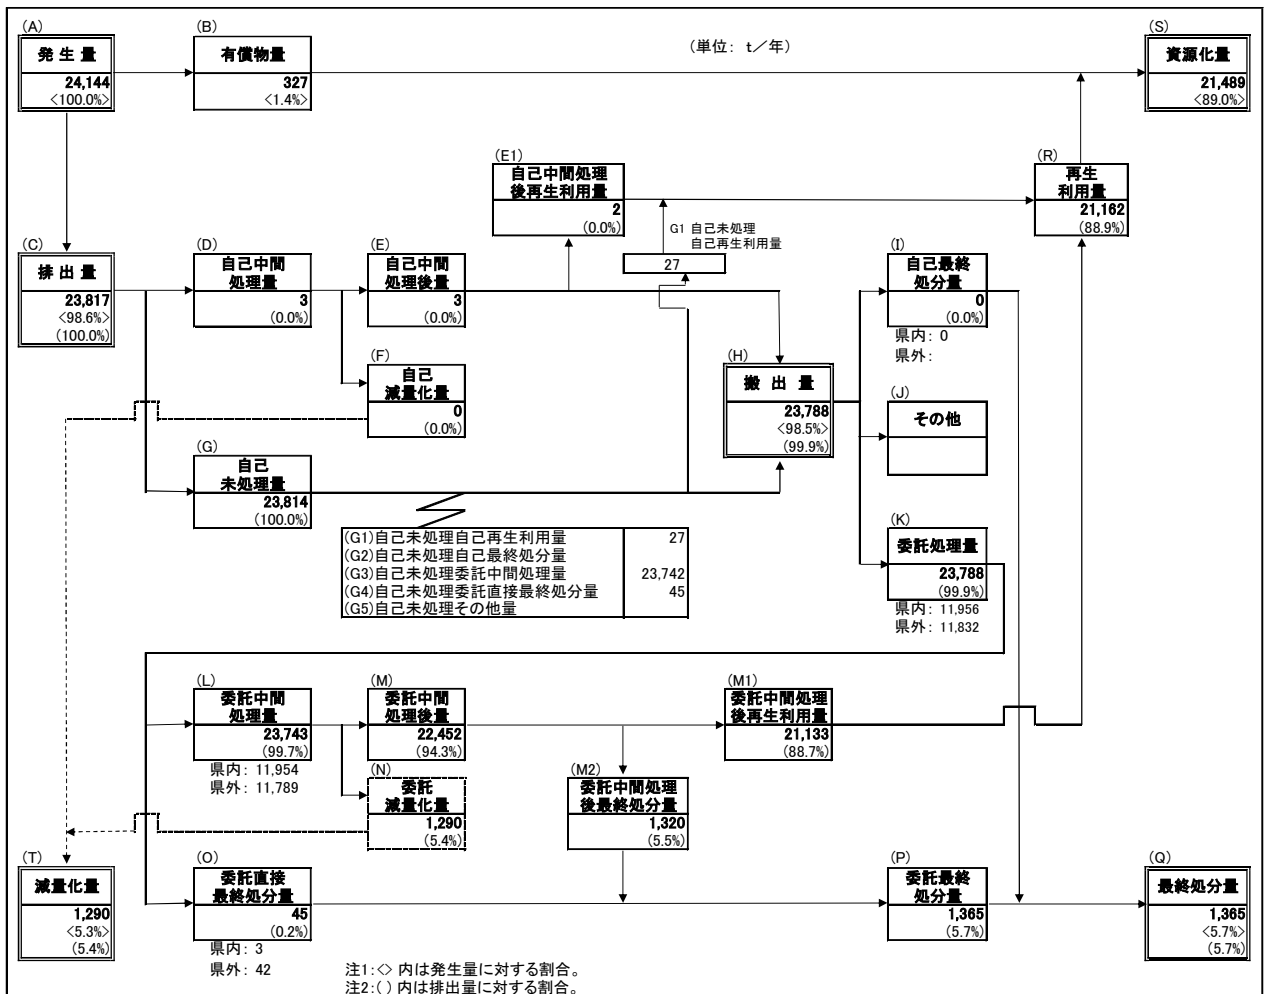 (A)
発 生 量
24,144
<100.0%>
(B)
有償物量
327
<1.4%>
(単位: t/年)
(S)
資源化量
21,489
<89.0%>
(E1)
自己中間処理
後再生利用量
2
(0.0%)
(R)
再生
利用量
21,162
(88.9%)
G1 自己未処理
自己再生利用量
27
(C)
排 出 量
23,817
<98.6%>
(100.0%)
(D)
自己中間
処理量
3
(0.0%)
(E)
自己中間
処理後量
3
(0.0%)
(I)
自己最終
処分量
0
(0.0%)
県内: 0
県外:
(F)
自己
減量化量
0
(0.0%)
(H)
搬 出 量
23,788
<98.5%>
(99.9%)
(J)
その他
(G)
自己
未処理量
23,814
(100.0%)
(G1)自己未処理自己再生利用量 27
(G2)自己未処理自己最終処分量
(G3)自己未処理委託中間処理量 23,742
(G4)自己未処理委託直接最終処分量 45
(G5)自己未処理その他量
(K)
委託処理量
23,788
(99.9%)
県内: 11,956
県外: 11,832
(L)
委託中間
処理量
23,743
(99.7%)
県内: 11,954
県外: 11,789
(M)
委託中間
処理後量
22,452
(94.3%)
(M1)
委託中間処理
後再生利用量
21,133
(88.7%)
(N)
委託
減量化量
1,290
(5.4%)
(M2)
委託中間処理
後最終処分量
1,320
(5.5%)
(T)
減量化量
1,290
<5.3%>
(5.4%)
(O)
委託直接
最終処分量
45
(0.2%)
県内: 3
県外: 42
(P)
委託最終
処分量
1,365
(5.7%)
(Q)
最終処分量
1,365
<5.7%>
(5.7%)
注1:<> 内は発生量に対する割合。
注2:( ) 内は排出量に対する割合。